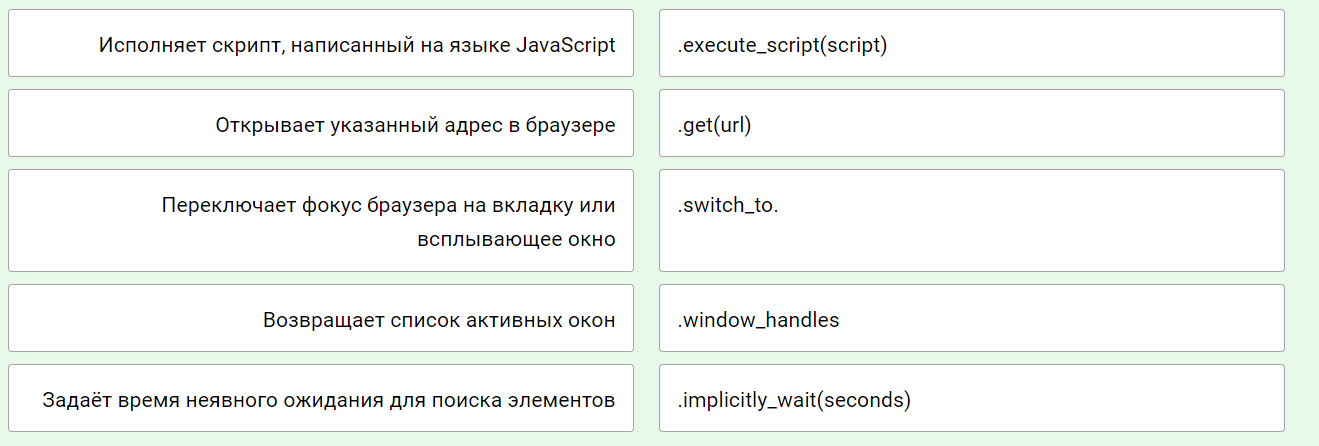 Исполняет скрипт, написанный на языке JavaScript
.execute_script(script)
Открывает указанный адрес в браузере
.get(url)
Переключает фокус браузера на вкладку или
всплывающее окно
.switch_to.
Возвращает список активных окон
.window_handles
Задаёт время неявного ожидания для поиска элементов
.implicitly_wait(seconds)